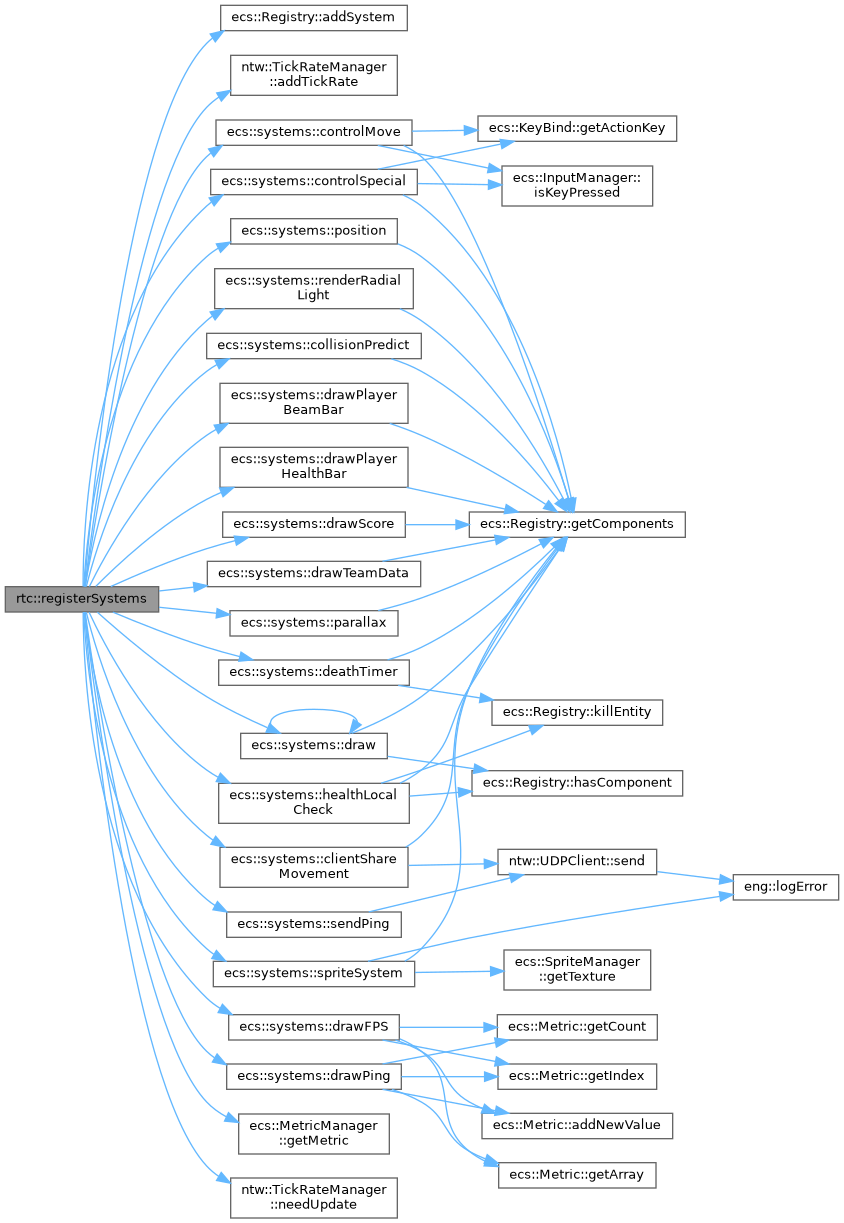 rtc::registerSystems
ecs::Registry::addSystem
ntw::TickRateManager
::addTickRate
ecs::systems::controlMove
ecs::systems::controlSpecial
ecs::systems::position
ecs::systems::renderRadial
Light
ecs::systems::collisionPredict
ecs::systems::drawPlayer
BeamBar
ecs::systems::drawPlayer
HealthBar
ecs::systems::drawScore
ecs::systems::drawTeamData
ecs::systems::parallax
ecs::systems::deathTimer
ecs::systems::draw
ecs::systems::healthLocal
Check
ecs::systems::clientShare
Movement
ecs::systems::sendPing
ecs::systems::spriteSystem
ecs::systems::drawFPS
ecs::systems::drawPing
ecs::MetricManager
::getMetric
ntw::TickRateManager
::needUpdate
ecs::KeyBind::getActionKey
ecs::InputManager::
isKeyPressed
ecs::Registry::getComponents
ecs::Registry::killEntity
ecs::Registry::hasComponent
ntw::UDPClient::send
ecs::SpriteManager
::getTexture
ecs::Metric::getCount
ecs::Metric::getIndex
ecs::Metric::addNewValue
ecs::Metric::getArray
eng::logError